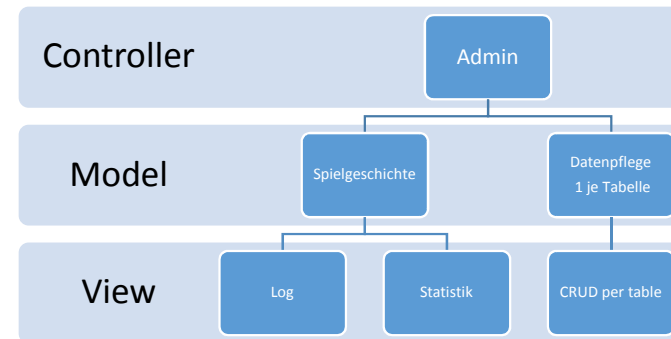 Controller
Admin
Model
Spielgeschichte
Datenpflege
1 je Tabelle
View
Log
Statistik
CRUD per table